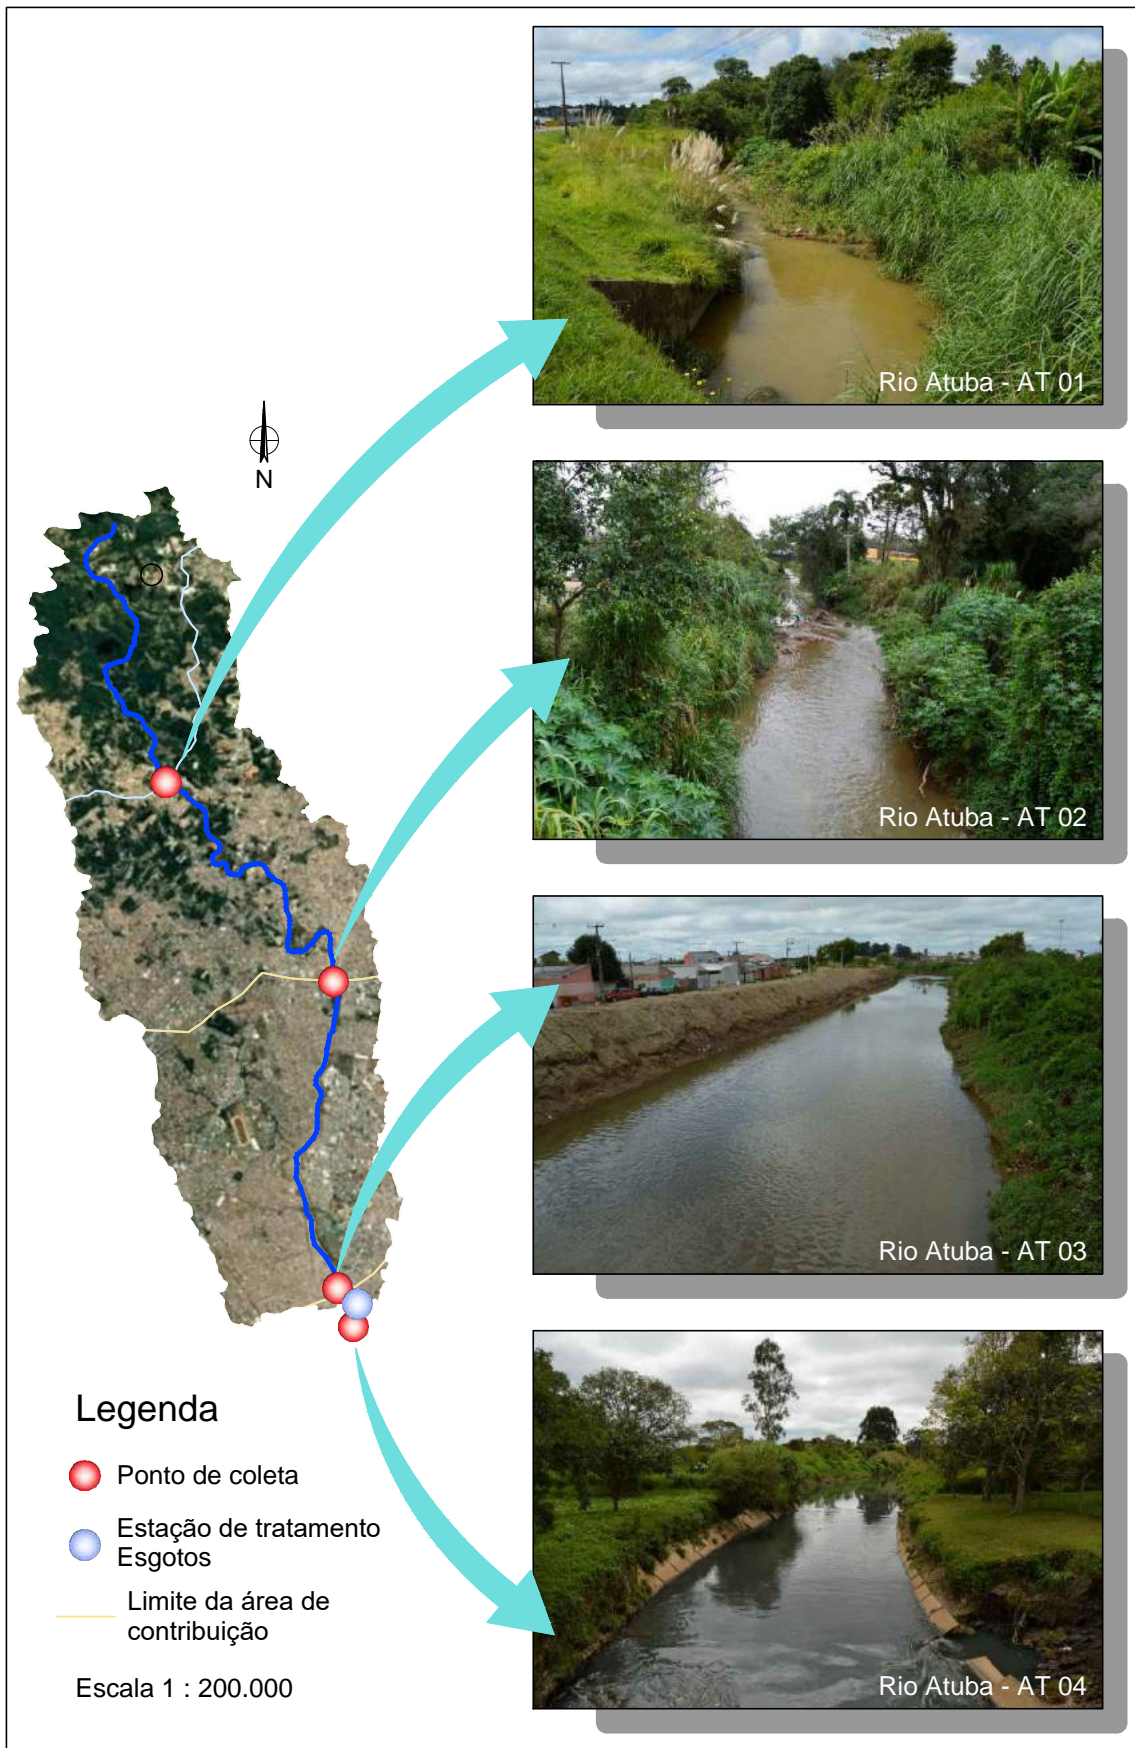 Rio Atuba - AT 01
N
Rio Atuba - AT 02
Rio Atuba - AT 03
Legenda
Ponto de coleta
Estação de tratamento
Esgotos
Limite da área de
contribuição
Escala 1 : 200.000
Rio Atuba - AT 04